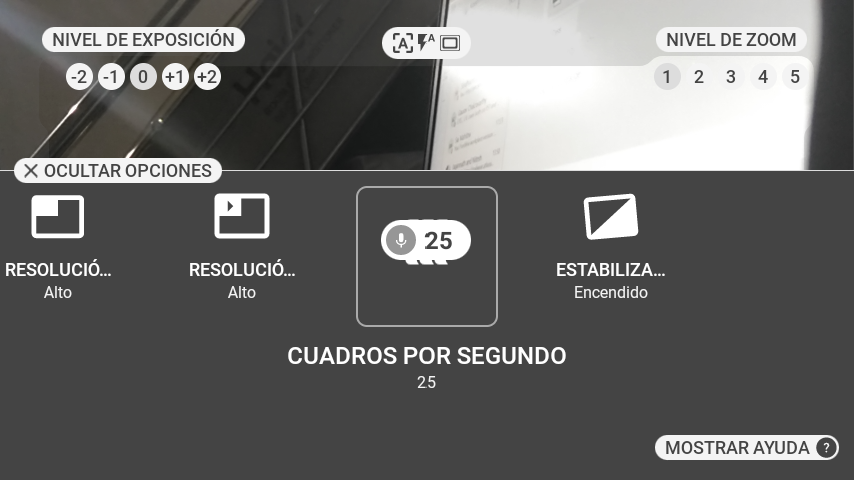 NIVEL DE EXPOSICIÓN
A
A
NIVEL DE ZOOM
-2 -1 0 +1 +2
1 2 3 4 5
OCULTAR OPCIONES
25
RESOLUCIÓ...
RESOLUCIÓ...
ESTABILIZA...
Alto
Alto
Encendido
CUADROS POR SEGUNDO
25
MOSTRAR AYUDA ?